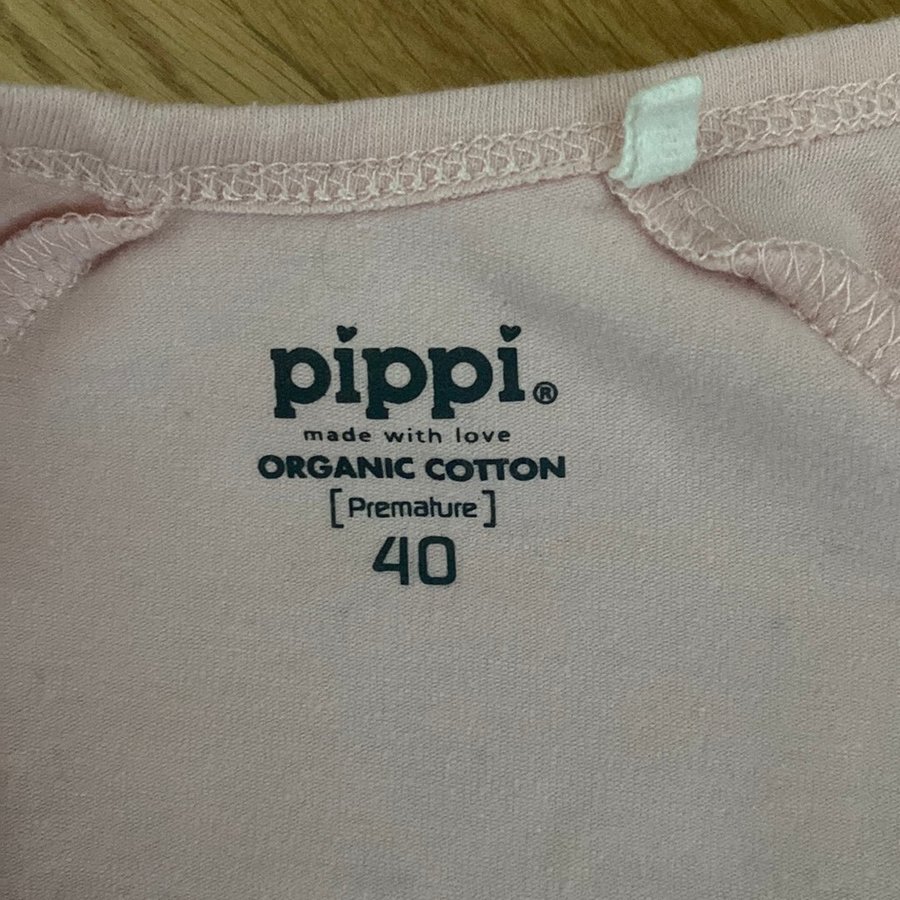 pippi®
made with love
ORGANIC COTTON
[Premature]
40